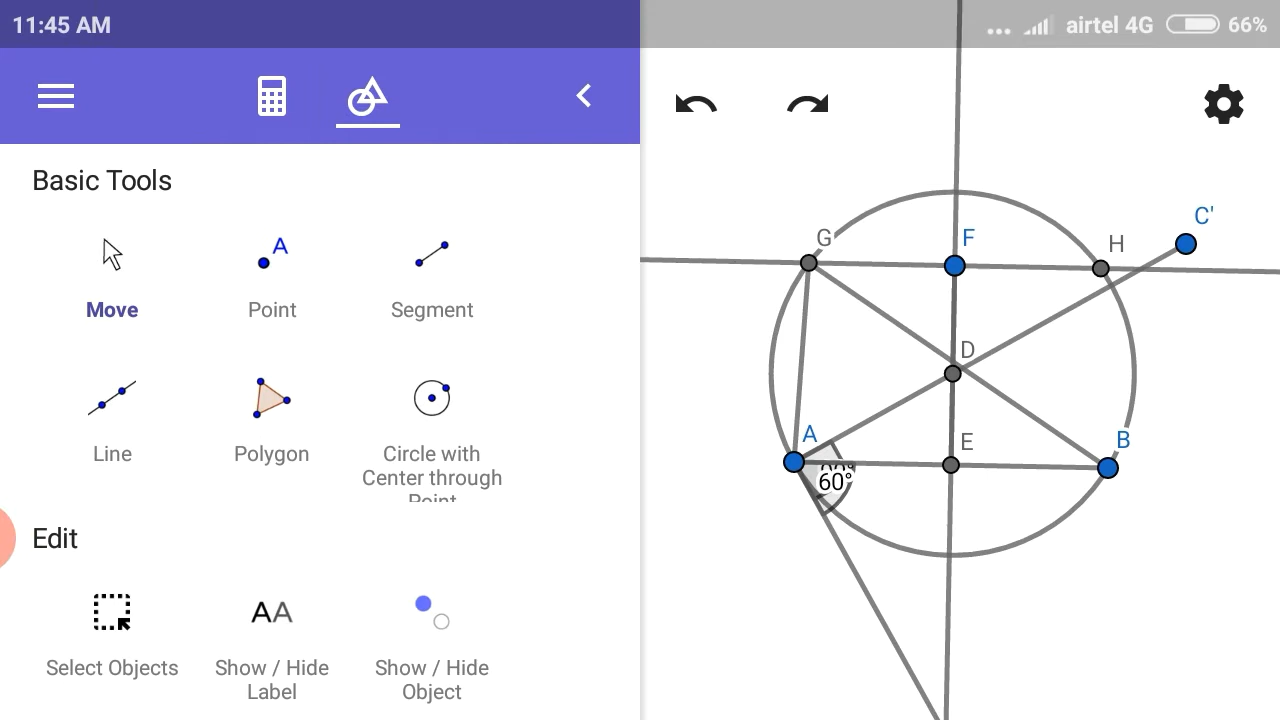 11:45 AM
... airtel 4G 66%
Basic Tools
A
Move Point Segment
Line Polygon Circle with
Center through
Point
Edit
AA
Select Objects Show / Hide Show / Hide
Label Object
C'
G F H
D
A E B
60°